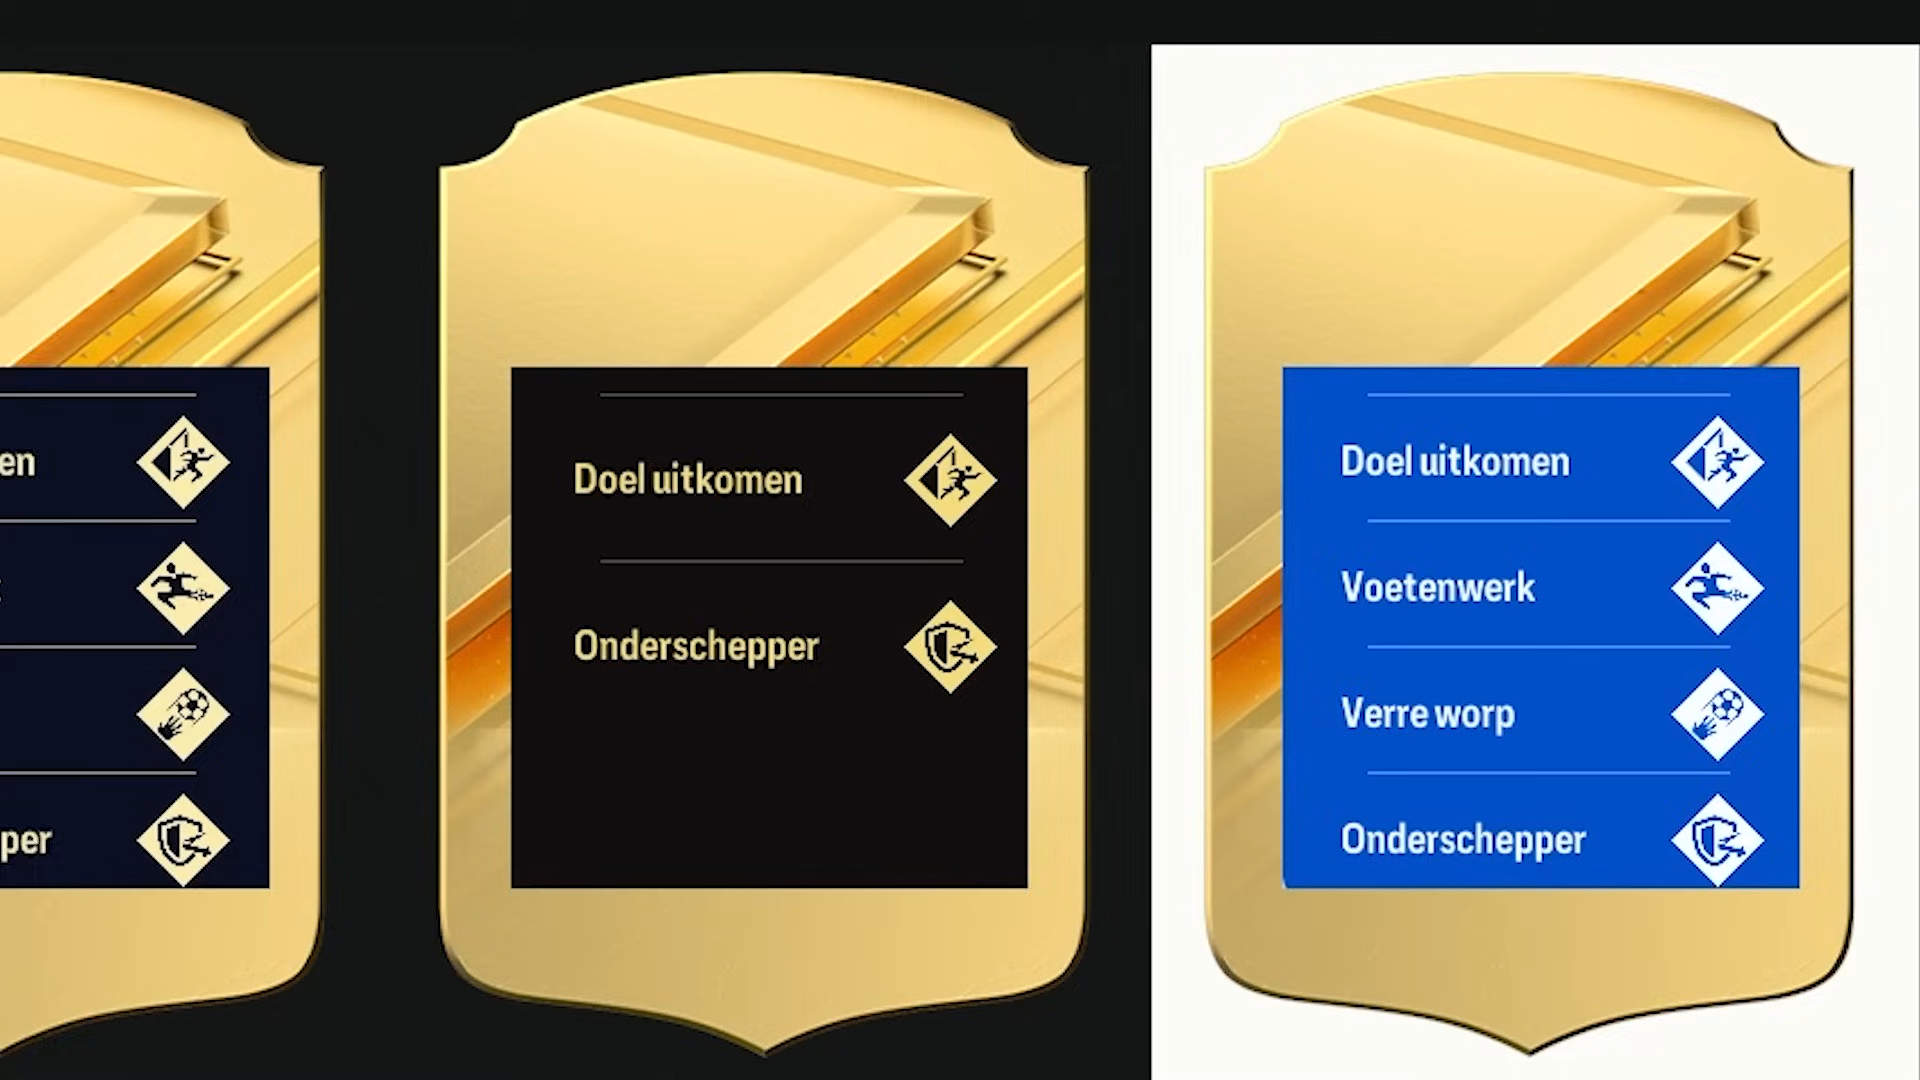 en
per
Doel uitkomen
Onderschepper
Doel uitkomen
Voetenwerk
Verre worp
Onderschepper